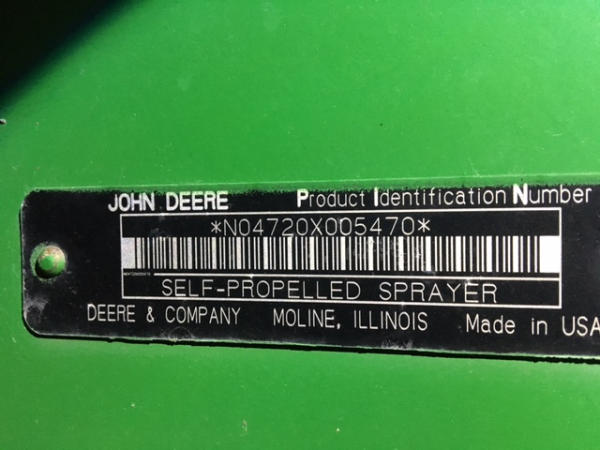 JOHN DEERE Product Identification Number
*N04720X005470*
SELF-PROPELLED SPRAYER
DEERE & COMPANY MOLINE, ILLINOIS Made in USA